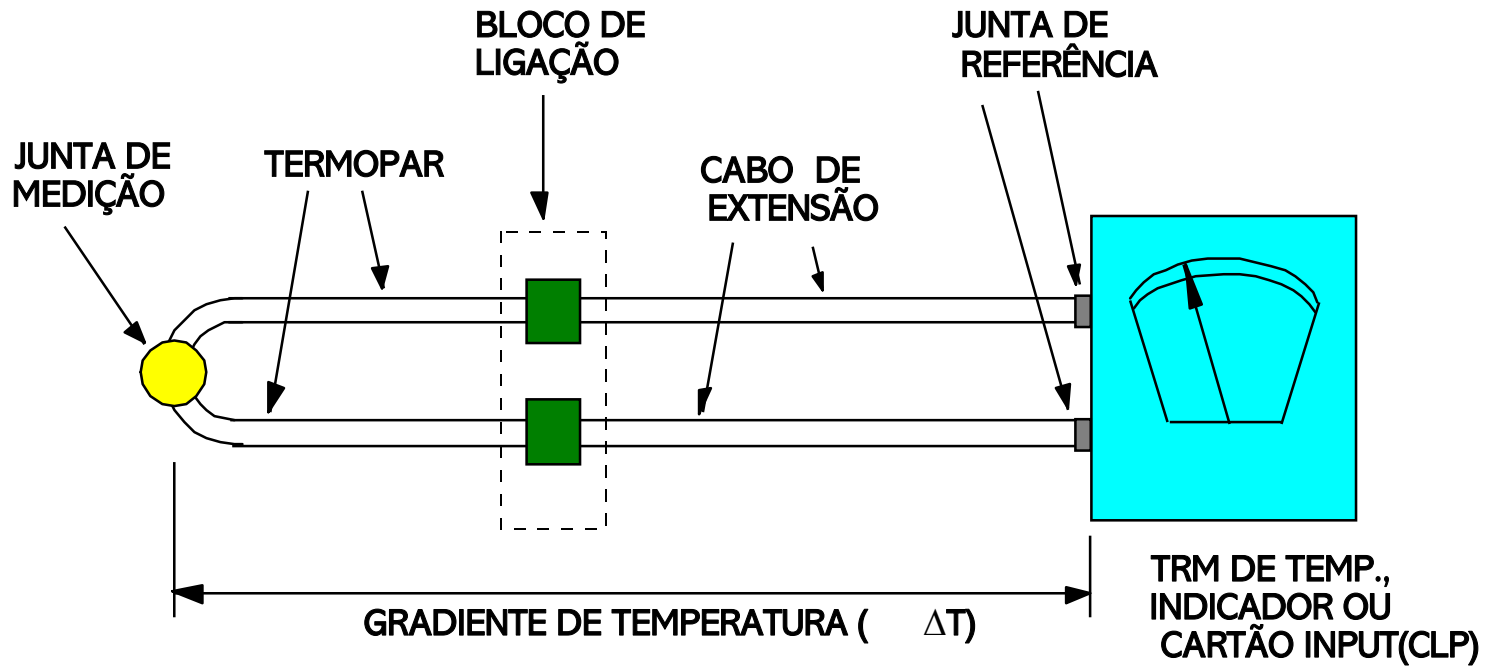 BLOCO DE
LIGAÇÃO
JUNTA DE
REFERÊNCIA
JUNTA DE
MEDIÇÃO
TERMOPAR
CABO DE
EXTENSÃO
GRADIENTE DE TEMPERATURA ( ΔT)
TRM DE TEMP.,
INDICADOR OU
CARTÃO INPUT(CLP)